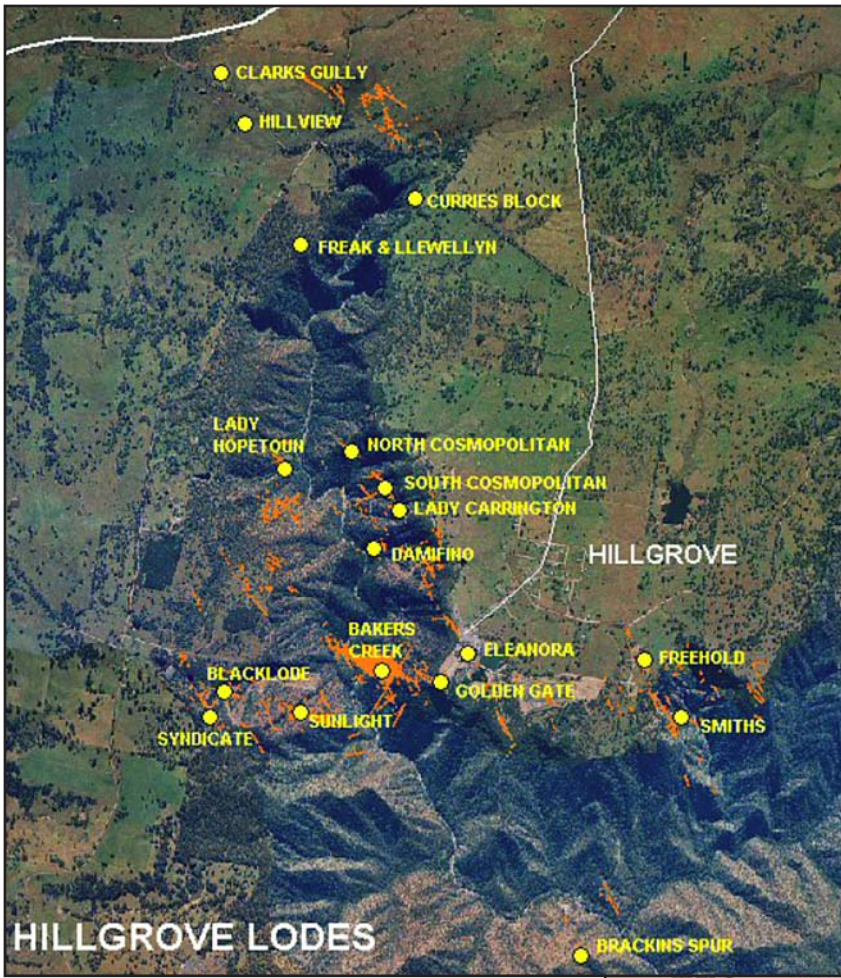 CLARKS GULLY
HILLVIEW
CURRIES BLOCK
FREAK & LLEWELLYN
LADY
HOPETOUN
NORTH COSMOPOLITAN
SOUTH COSMOPOLITAN
LADY CARRINGTON
DAMIFINO
HILLGROVE
BAKERS
CREEK
ELEANORA
FREEHOLD
BLACKLODE
GOLDEN GATE
SUNLIGHT
SYNDICATE
SMITHS
HILLGROVE LODES
BRACKINS SPUR